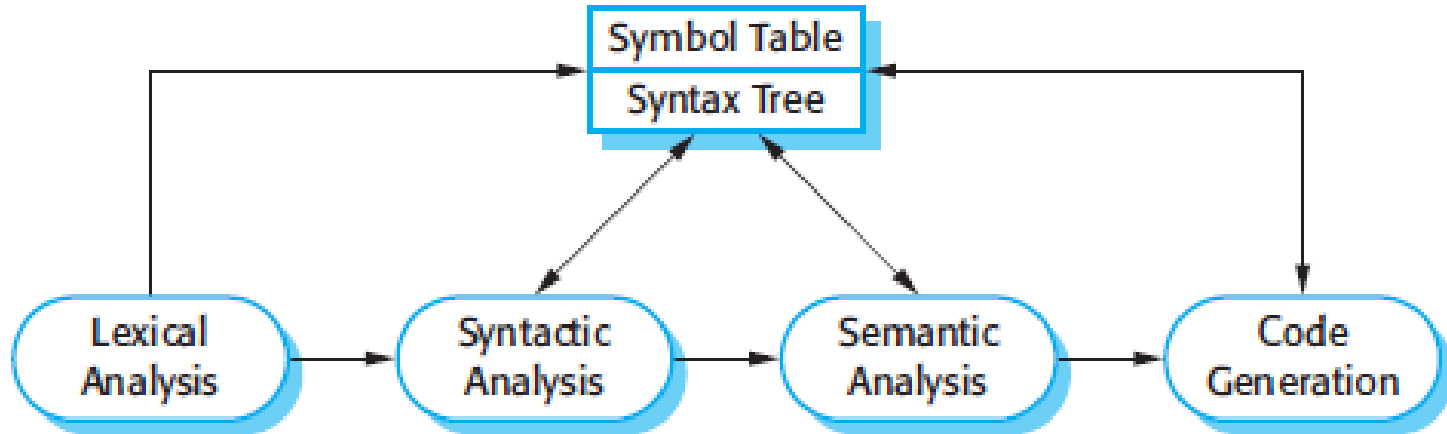 Symbol Table
Syntax Tree
Lexical
Analysis
Syntactic
Analysis
Semantic
Analysis
Code
Generation